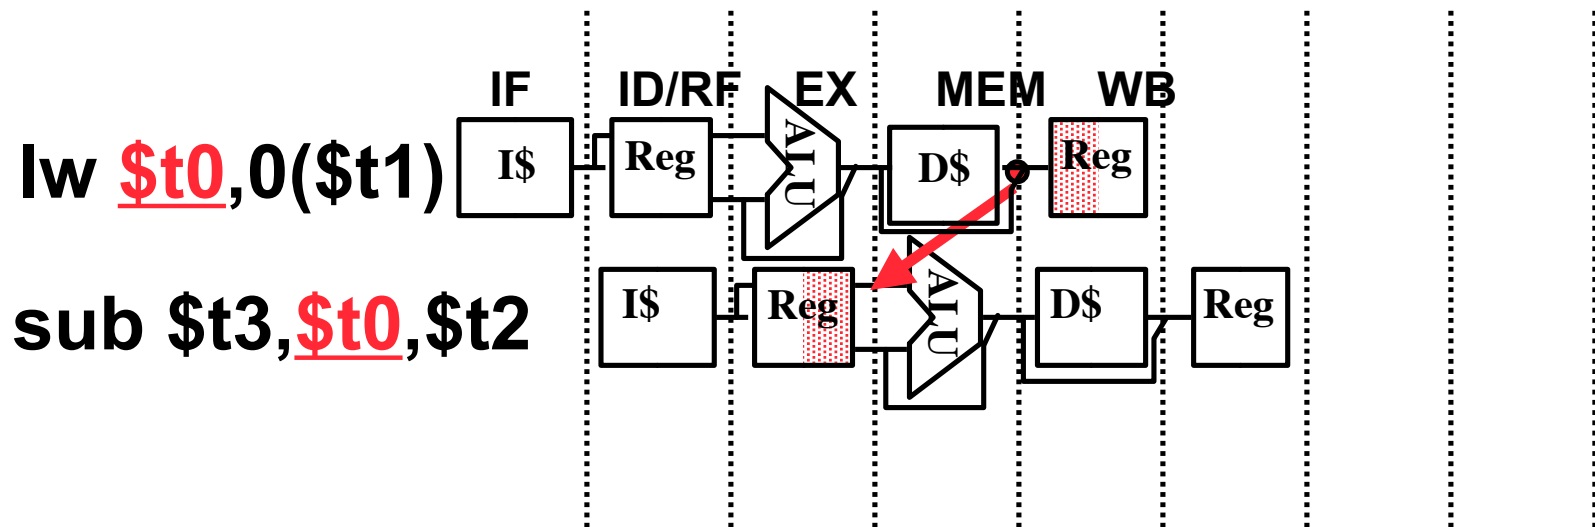 IF ID/RF EX MEM WB
lw $t0,0($t1) I$ Reg ALU D$ Reg
sub $t3,$t0,$t2 I$ Reg ALU D$ Reg